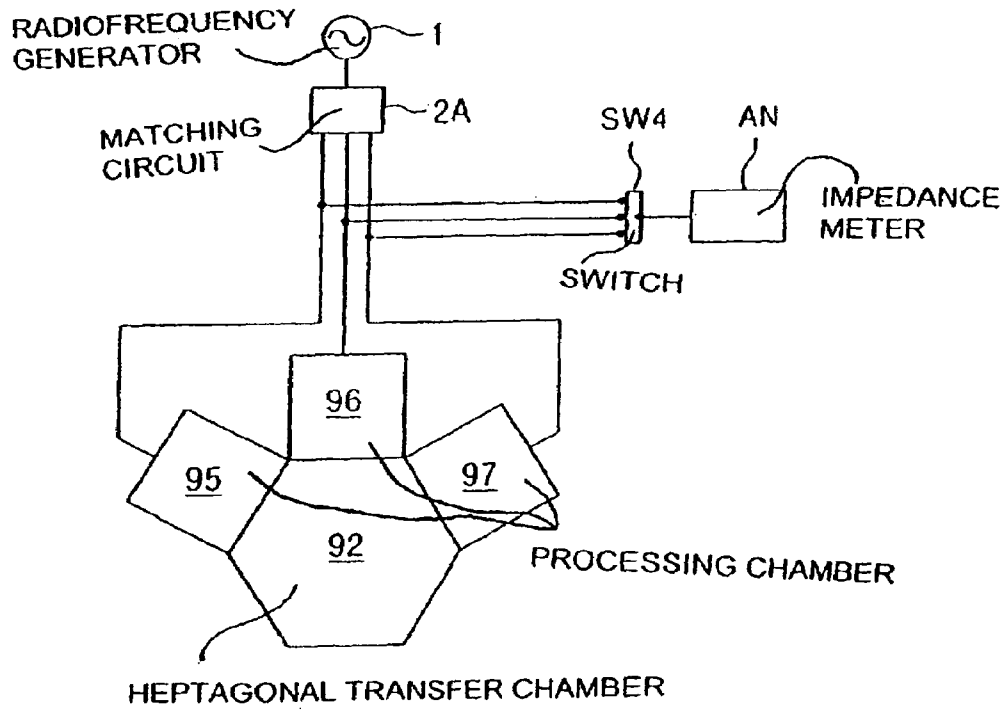 RADIOFREQUENCY
GENERATOR
1
2A
MATCHING
CIRCUIT
SW4
AN
IMPEDANCE
METER
SWITCH
96
95
97
92
PROCESSING CHAMBER
HEPTAGONAL TRANSFER CHAMBER